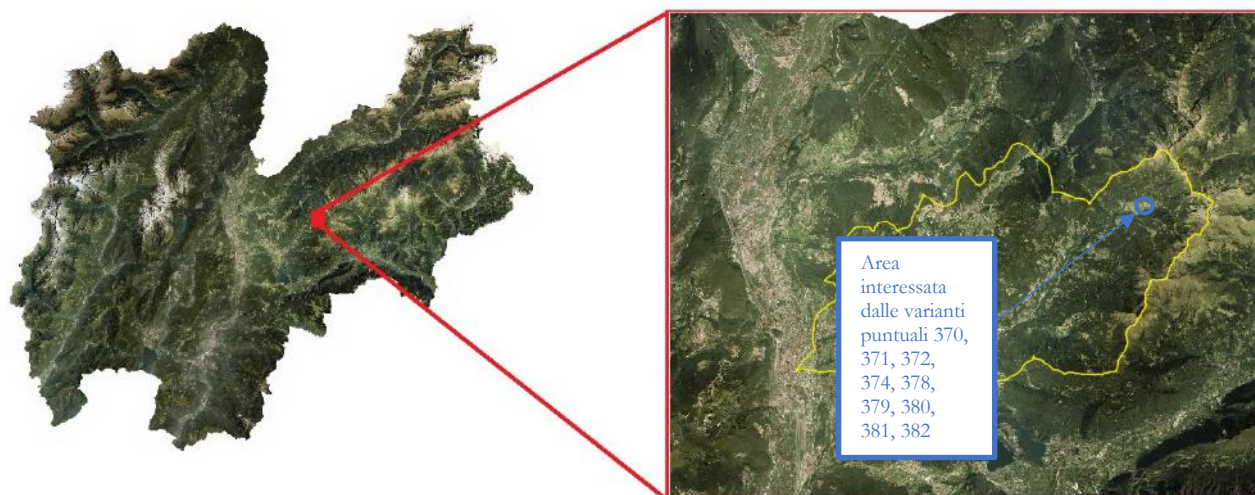 Area
interessata
dalle varianti
puntuali 370,
371, 372,
374, 378,
379, 380,
381, 382